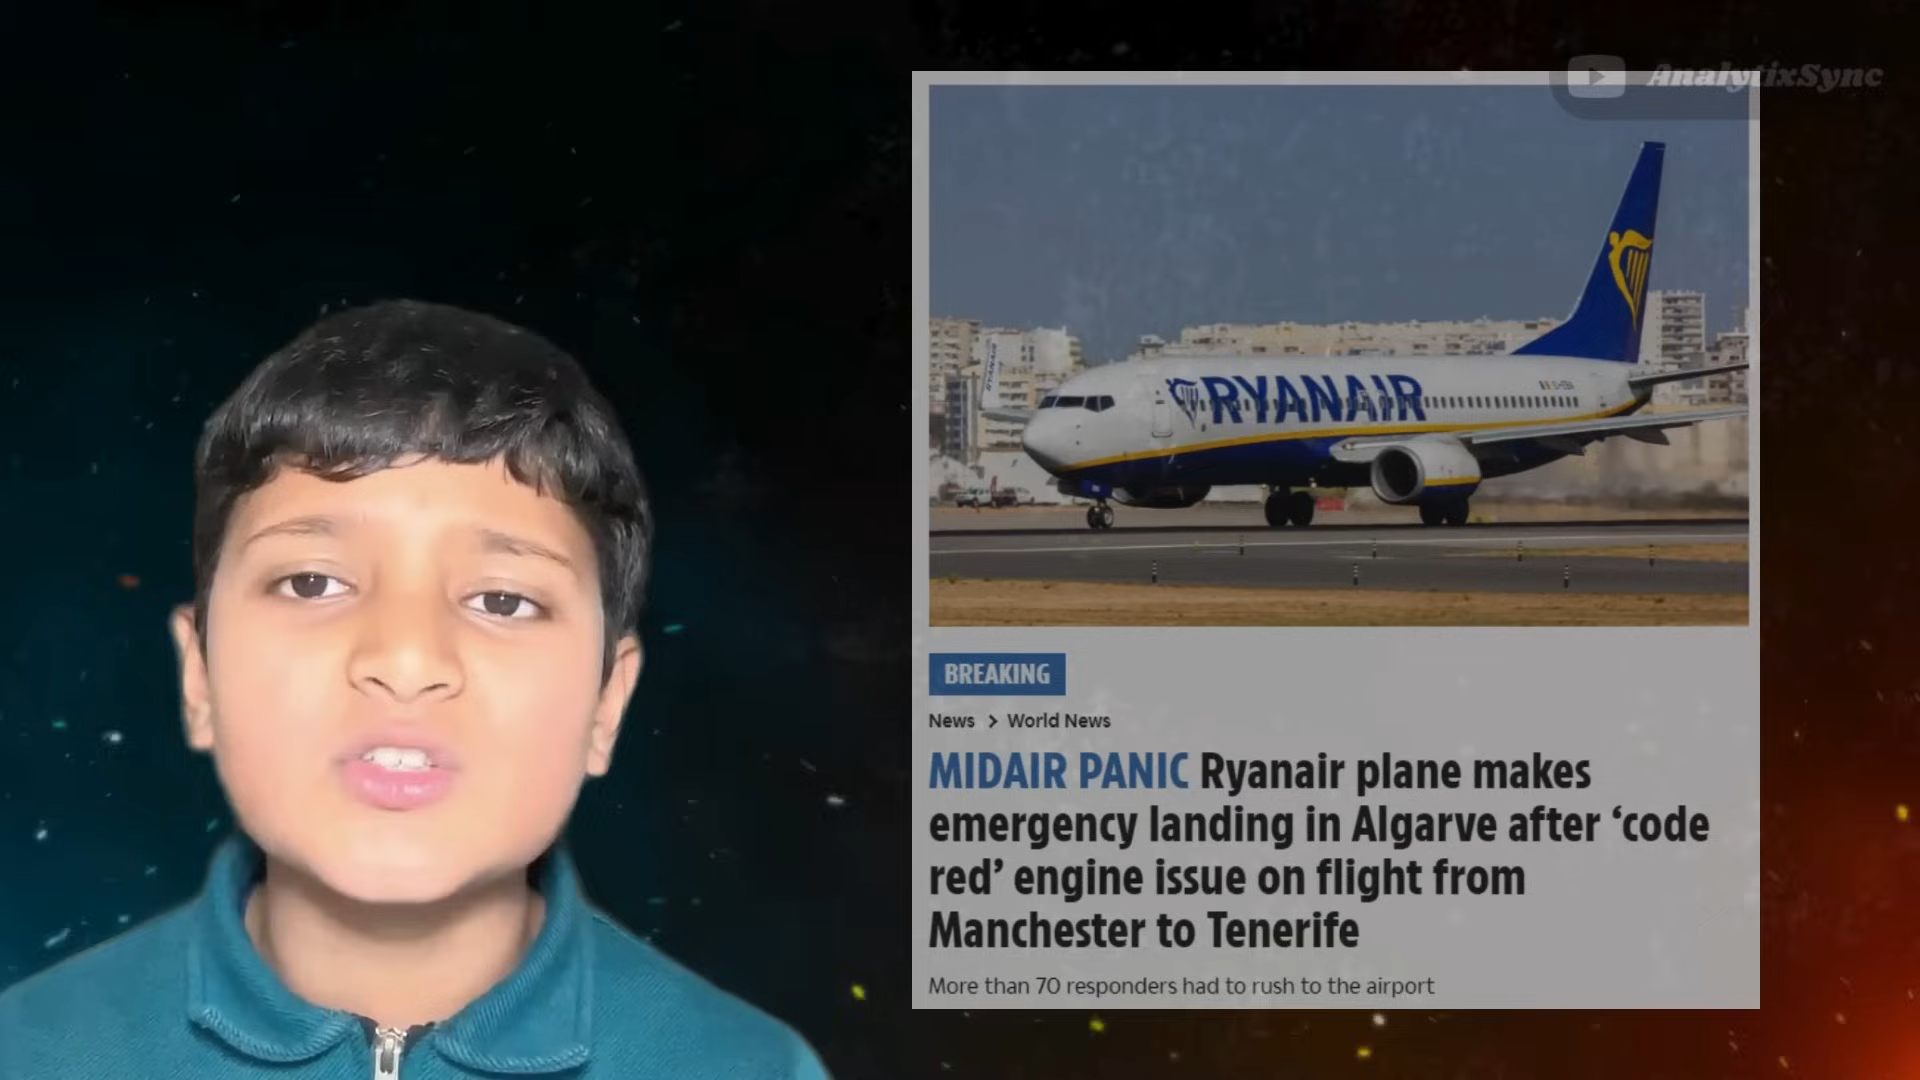 AnalytixSync
RYANAIR
BREAKING
News > World News
MIDAIR PANIC Ryanair plane makes
emergency landing in Algarve after ‘code
red’ engine issue on flight from
Manchester to Tenerife
More than 70 responders had to rush to the airport